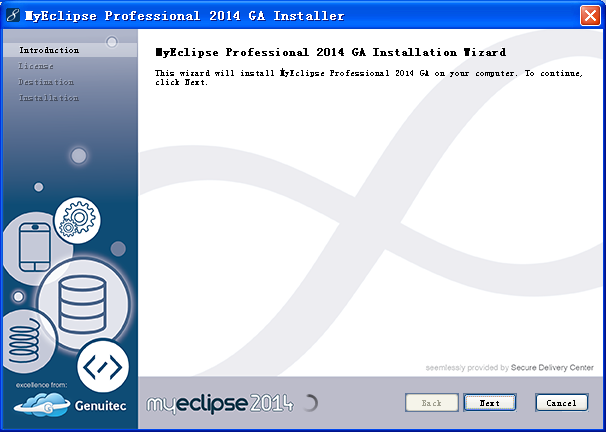 MyEclipse Professional 2014 GA Installer
Introduction
License
Destination
Installation
MyEclipse Professional 2014 GA Installation Wizard
This wizard will install MyEclipse Professional 2014 GA on your computer. To continue,
click Next.
seemlessly provided by Secure Delivery Center
excellence from:
Genuitec
myeclipse 2014
Back
Next
Cancel